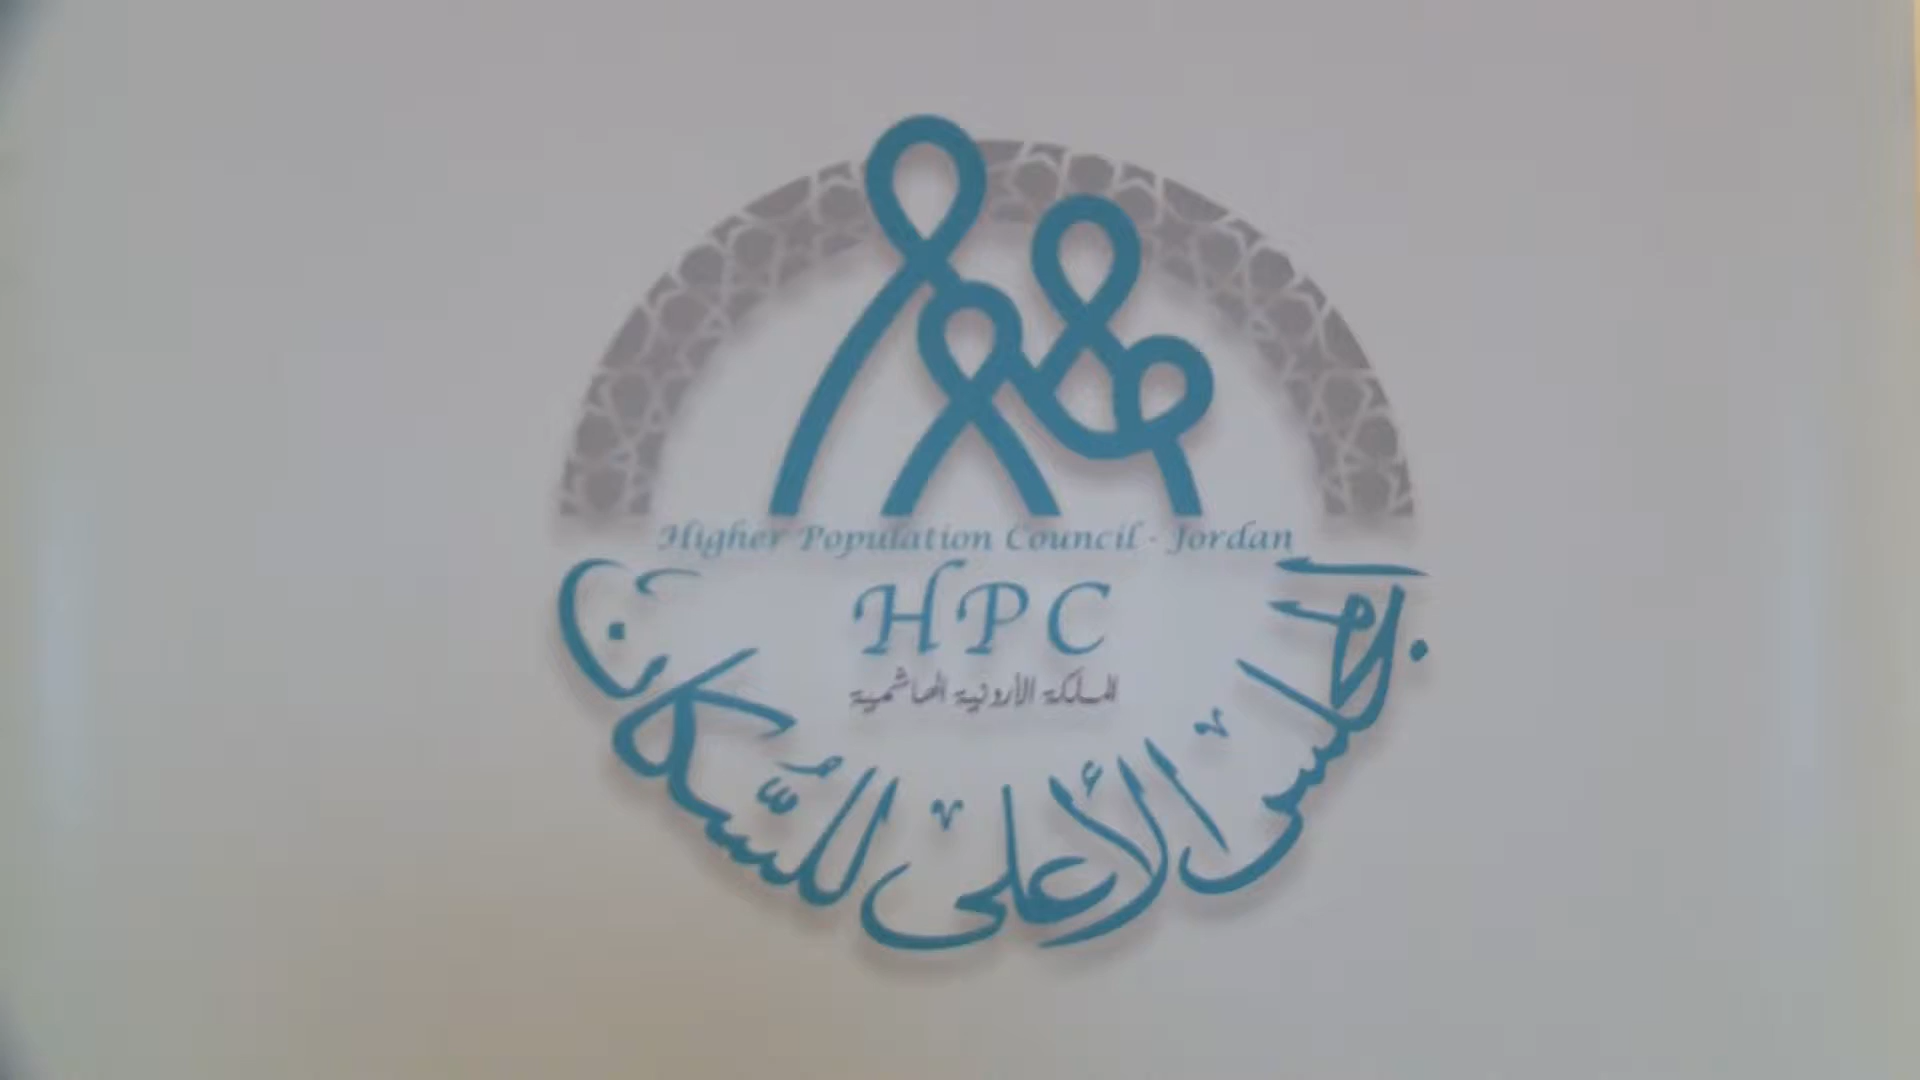 Higher Population Council - Jordan
HPC
المملكة الأردنية الهاشمية
المجلس الأعلى للسكان